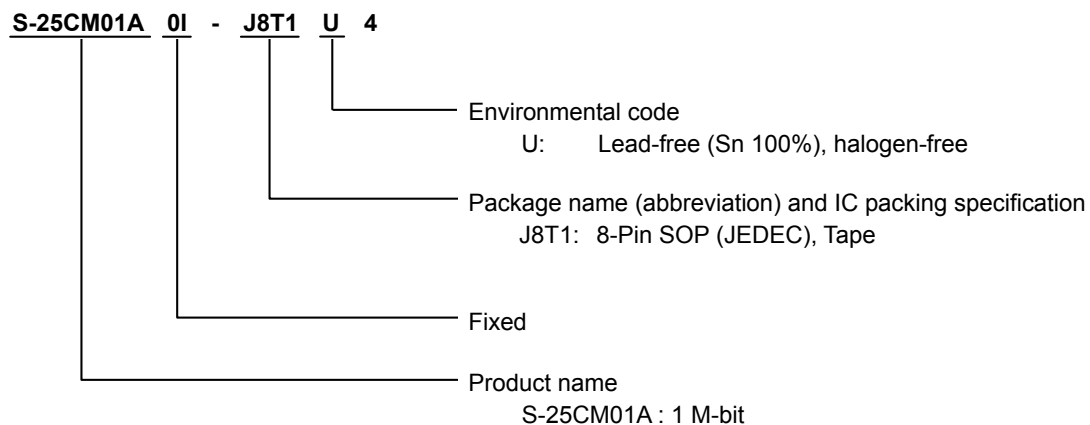 S-25CM01A 0I - J8T1 U 4
Environmental code
U: Lead-free (Sn 100%), halogen-free
Package name (abbreviation) and IC packing specification
J8T1: 8-Pin SOP (JEDEC), Tape
Fixed
Product name
S-25CM01A : 1 M-bit